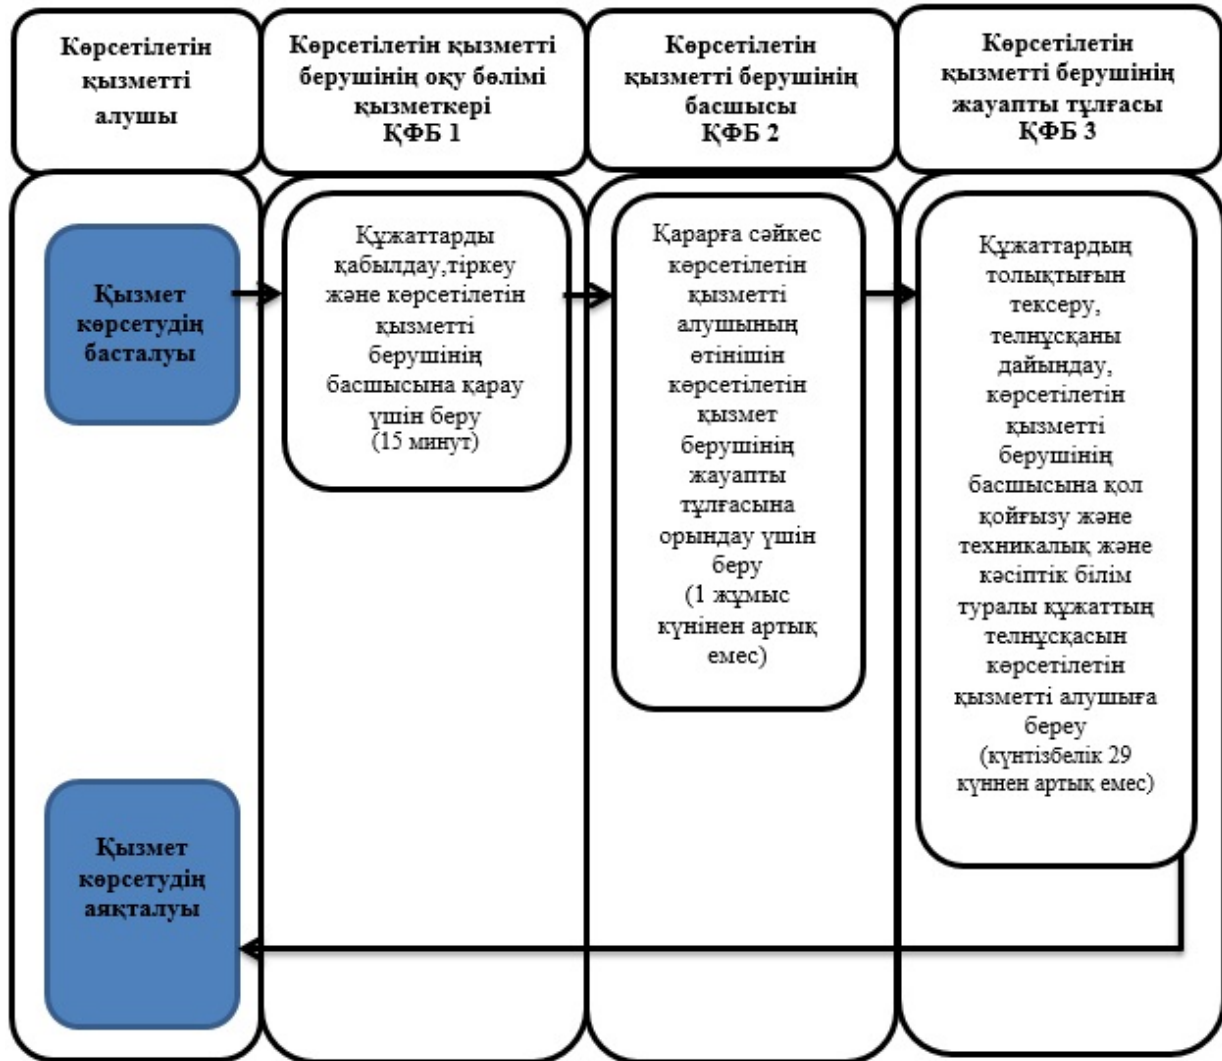 Көрсетілетін
қызметті
алушы
Көрсетілетін қызметті
берушінің оқу бөлімі
қызметкері
ҚФБ 1
Көрсетілетін
қызметті берушінің
басшысы
ҚФБ 2
Көрсетілетін
қызметті берушінің
жауапты тұлғасы
ҚФБ 3
Қызмет
көрсетудің
басталуы
Құжаттарды
қабылдау,тіркеу
және көрсетілетін
қызметті
берушінің
басшысына қарау
үшін беру
(15 минут)
Қарарға сәйкес
көрсетілетін
қызметті
алушының
өтінішін
көрсетілетін
қызмет
берушінің
жауапты
тұлғасына
орындау үшін
беру
(1 жұмыс
күнінен артық
емес)
Құжаттардың
толықтығын
тексеру,
телнұсқаны
дайындау,
көрсетілетін
қызметті
берушінің
басшысына қол
қойғызу және
техникалық және
кәсіптік білім
туралы құжаттың
телнұсқасын
көрсетілетін
қызметті алушыға
береу
(күнтізбелік 29
күннен артық емес)
Қызмет
көрсетудің
аяқталуы